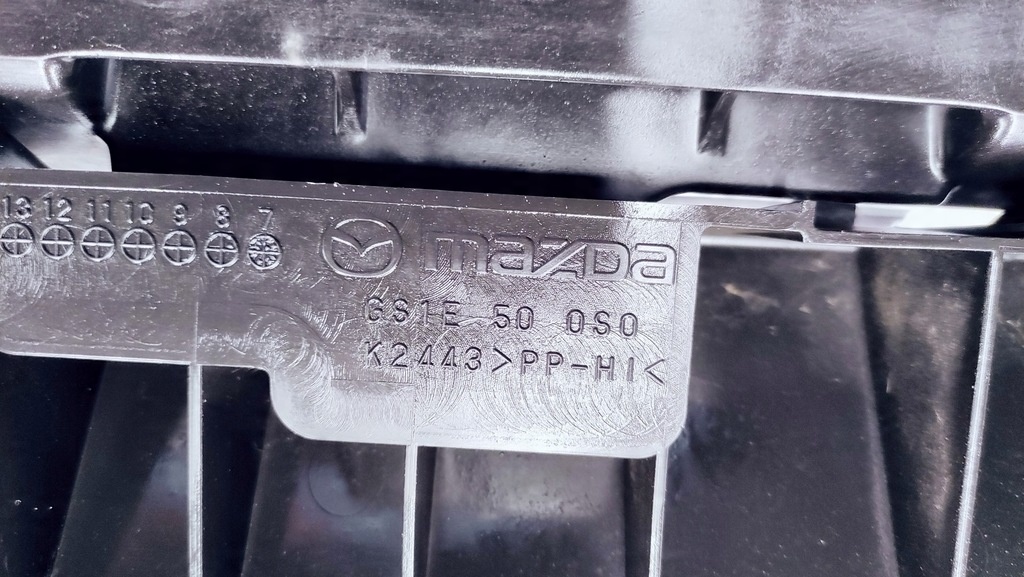 13 12 11 10 9 8 7
mazda
GS1E 50 0S0
K2443 >PP-HI<